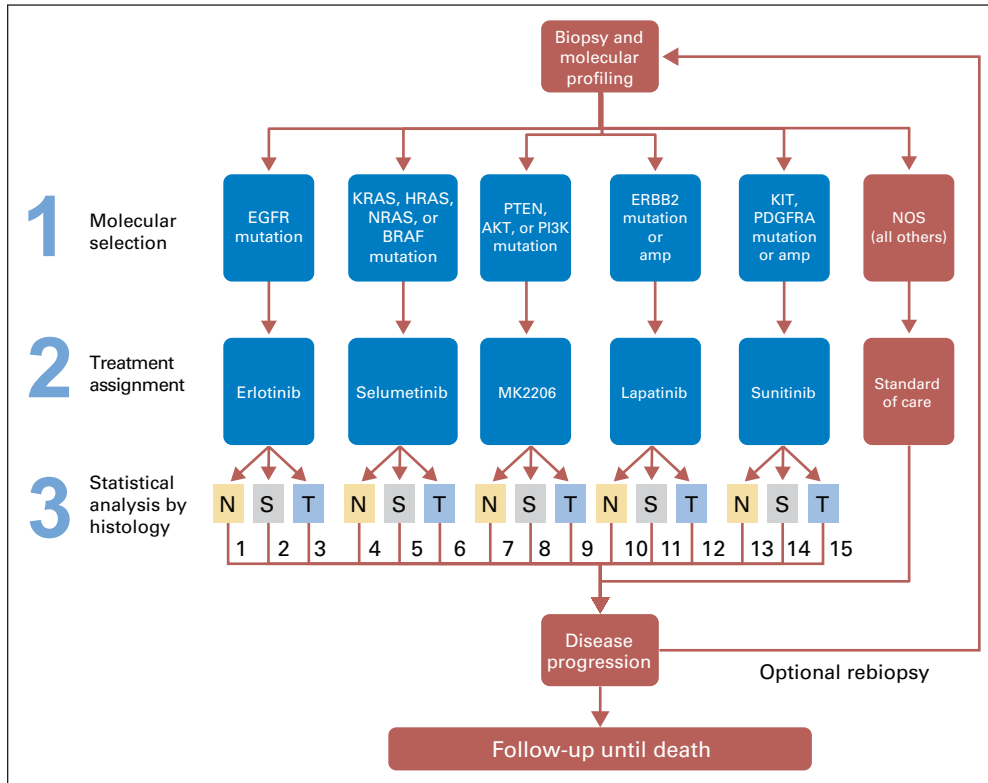 Biopsy and
molecular
profiling
1
Molecular
selection
EGFR
mutation
KRAS, HRAS,
NRAS, or
BRAF
mutation
PTEN,
AKT, or PI3K
mutation
ERBB2
mutation
or
amp
KIT,
PDGFRA
mutation
or amp
NOS
(all others)
2
Treatment
assignment
Erlotinib
Selumetinib
MK2206
Lapatinib
Sunitinib
Standard
of care
3
Statistical
analysis by
histology
N S T N S T N S T N S T N S T
1 2 3 4 5 6 7 8 9 10 11 12 13 14 15
Disease
progression
Optional rebiopsy
Follow-up until death